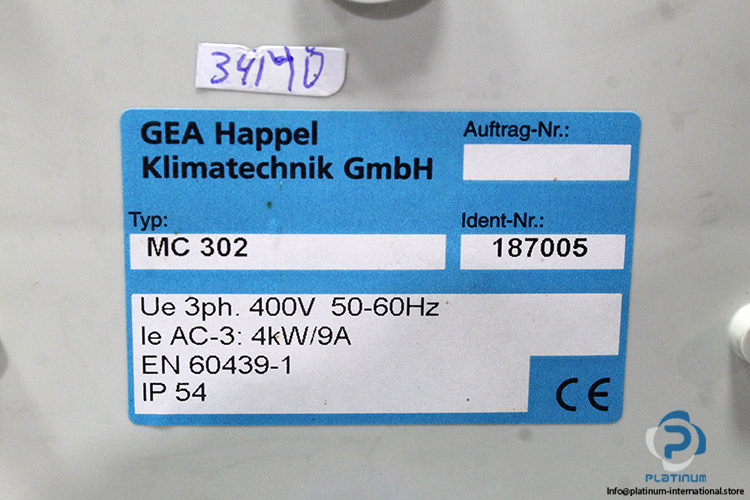 34140
GEA Happel
Klimatechnik GmbH
Auftrag-Nr.:
Typ:
MC 302
Ident-Nr.:
187005
Ue 3ph. 400V 50-60Hz
Ie AC-3: 4kW/9A
EN 60439-1
IP 54
CE
PLATINUM
Info@platinum-international.store